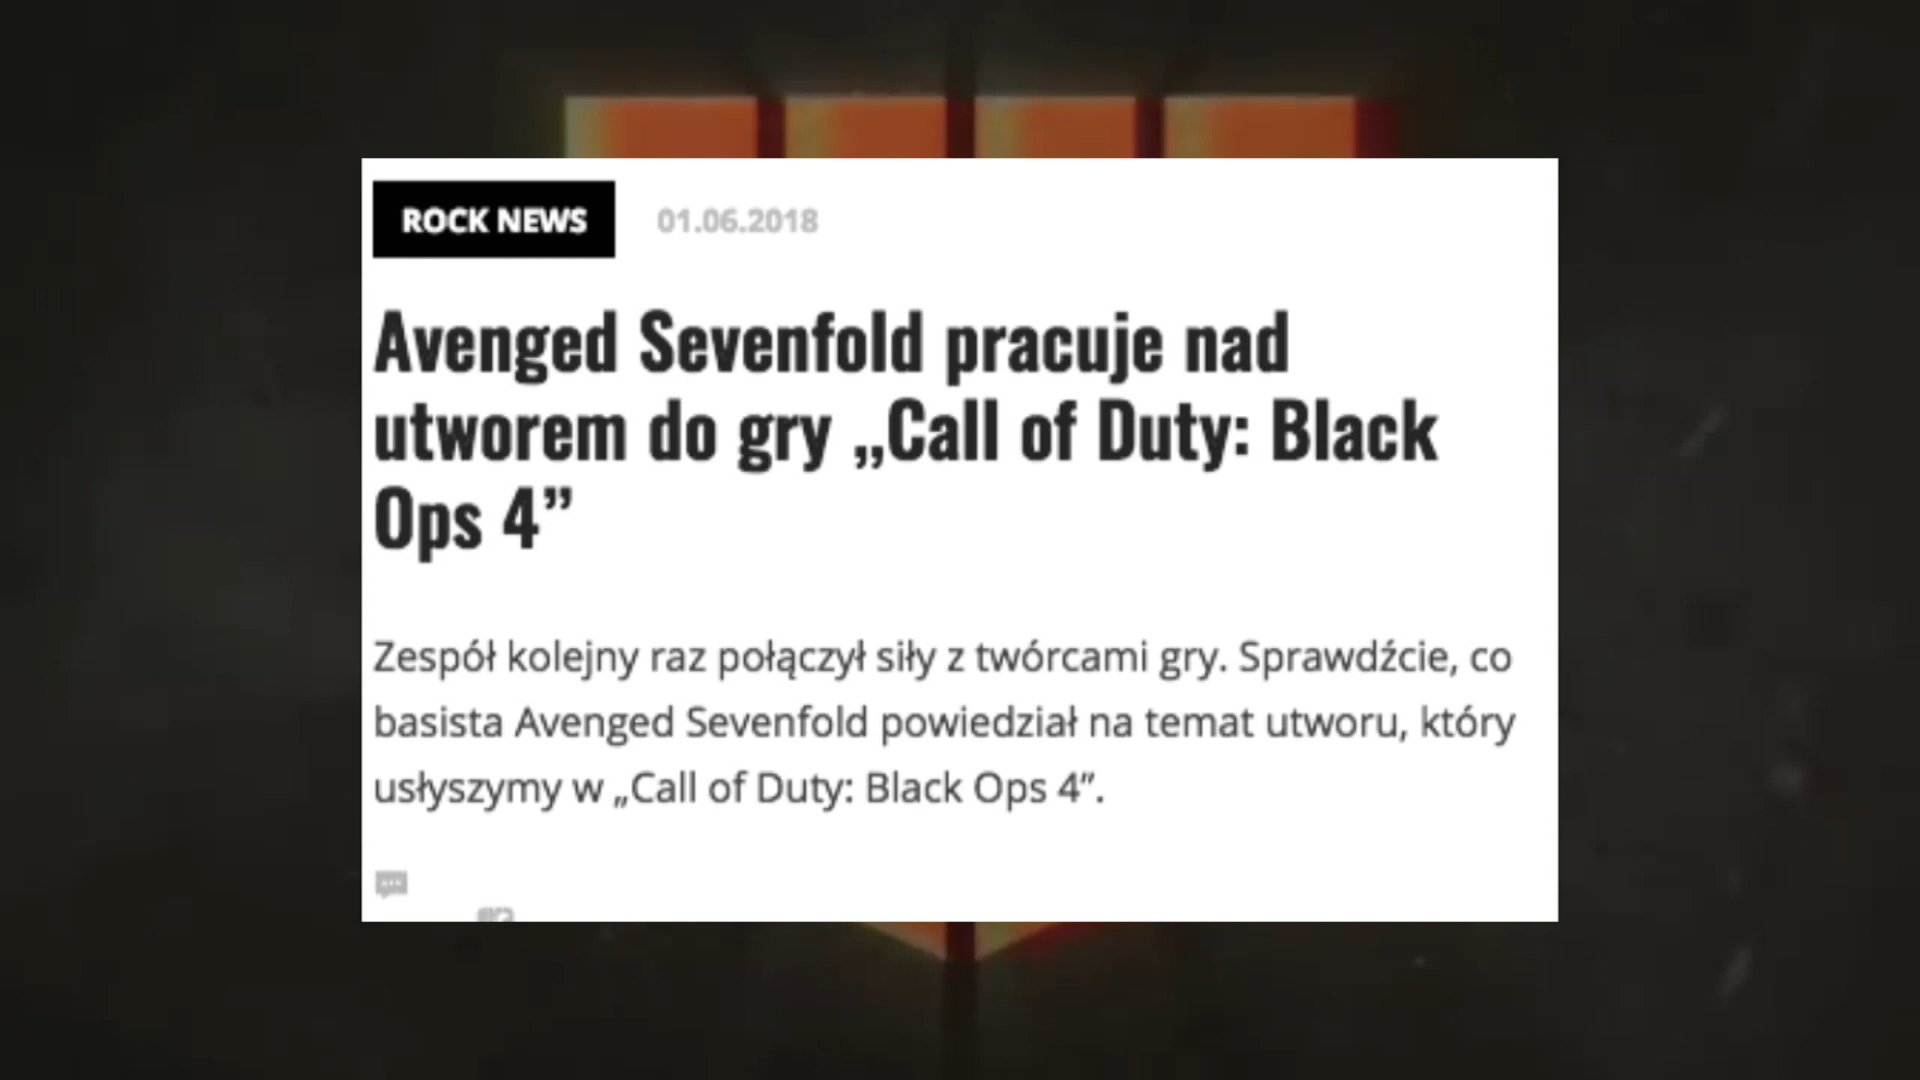 ROCK NEWS 01.06.2018
Avenged Sevenfold pracuje nad
utworem do gry „Call of Duty: Black
Ops 4”
Zespół kolejny raz połączył siły z twórcami gry. Sprawdźcie, co
basista Avenged Sevenfold powiedział na temat utworu, który
usłyszymy w „Call of Duty: Black Ops 4”.